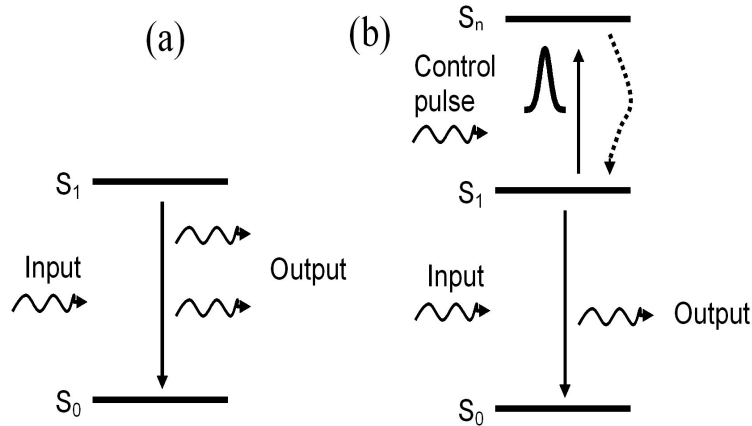 (a)
S₁
Input
Output
S₀
(b)
Sₙ
Control
pulse
S₁
Input
Output
S₀